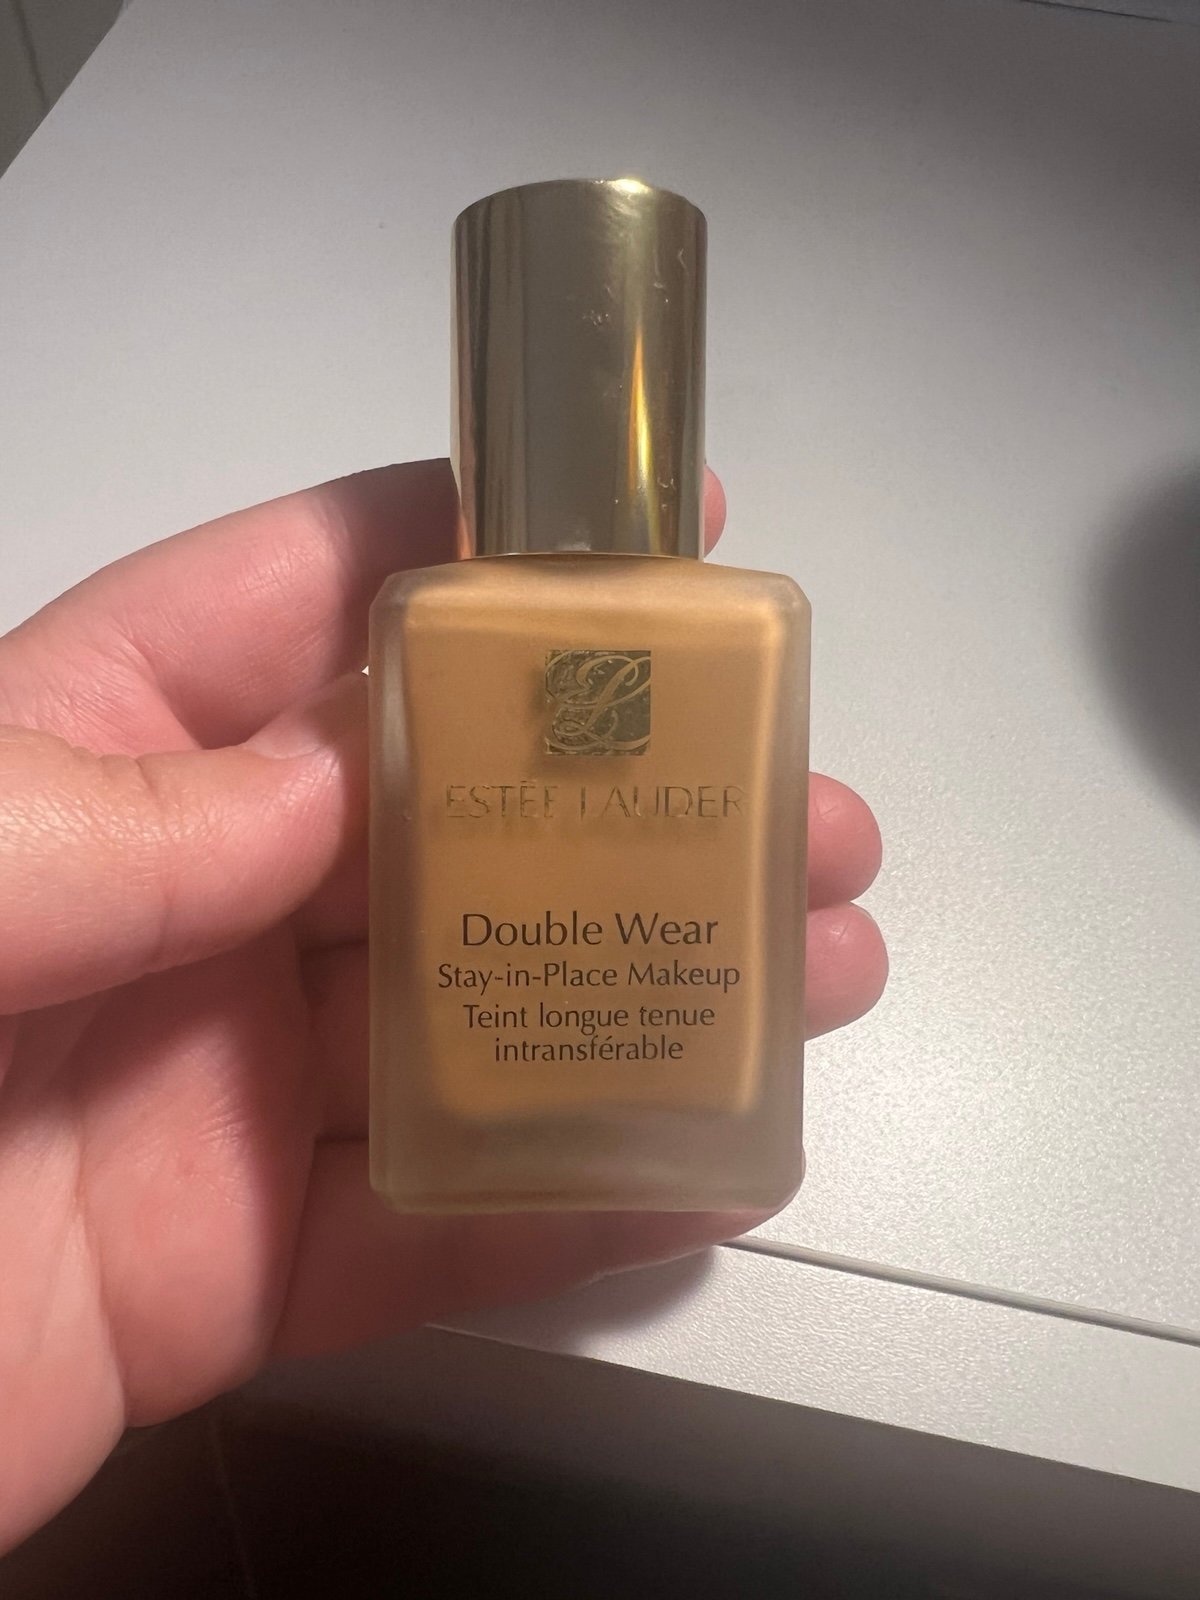 ESTĒE LAUDER
Double Wear
Stay-in-Place Makeup
Teint longue tenue
intransférable